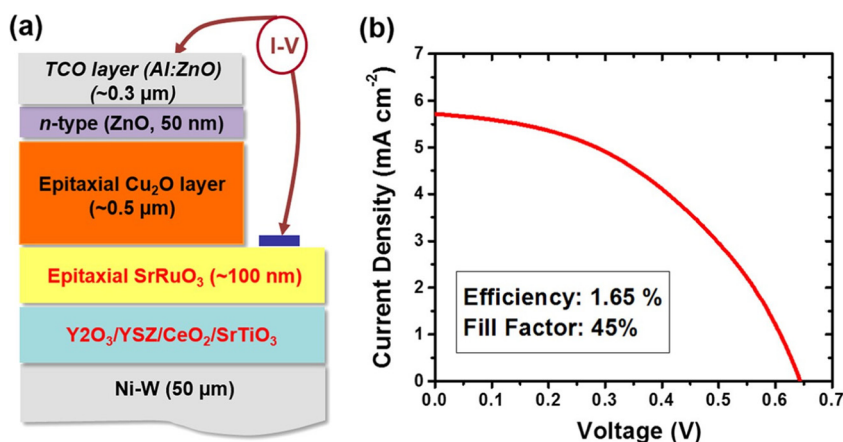 (a)
I-V
TCO layer (Al:ZnO)
(~0.3 µm)
n-type (ZnO, 50 nm)
Epitaxial Cu₂O layer
(~0.5 µm)
Epitaxial SrRuO₃ (~100 nm)
Y2O₃/YSZ/CeO₂/SrTiO₃
Ni-W (50 µm)
(b)
Current Density (mA cm⁻²)
7
6
5
4
3
2
1
0
Efficiency: 1.65 %
Fill Factor: 45%
0.0 0.1 0.2 0.3 0.4 0.5 0.6 0.7
Voltage (V)